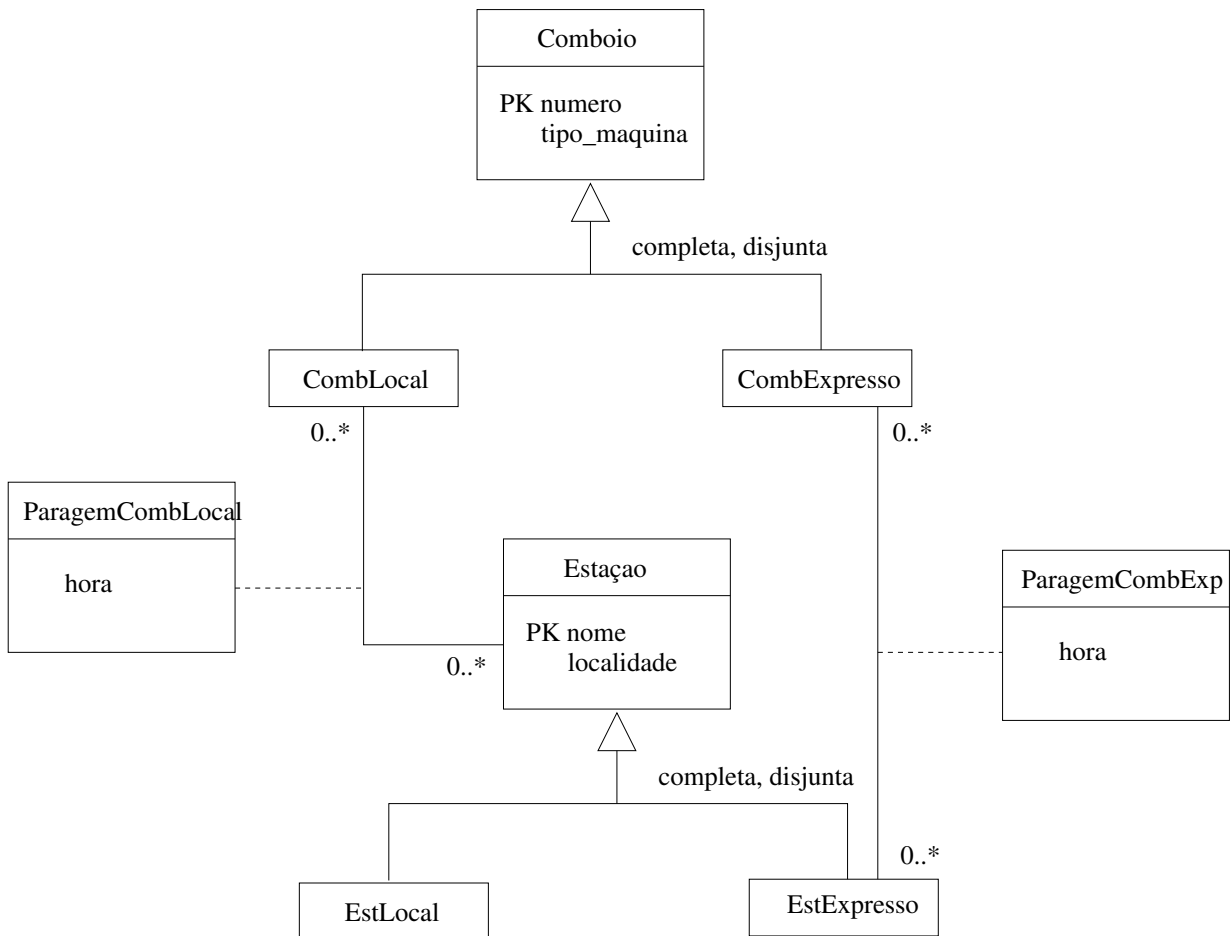 Comboio
PK numero
tipo_maquina
completa, disjunta
CombLocal
CombExpresso
0..*
0..*
ParagemCombLocal
hora
Estaçao
PK nome
localidade
0..*
ParagemCombExp
hora
completa, disjunta
0..*
EstLocal
EstExpresso